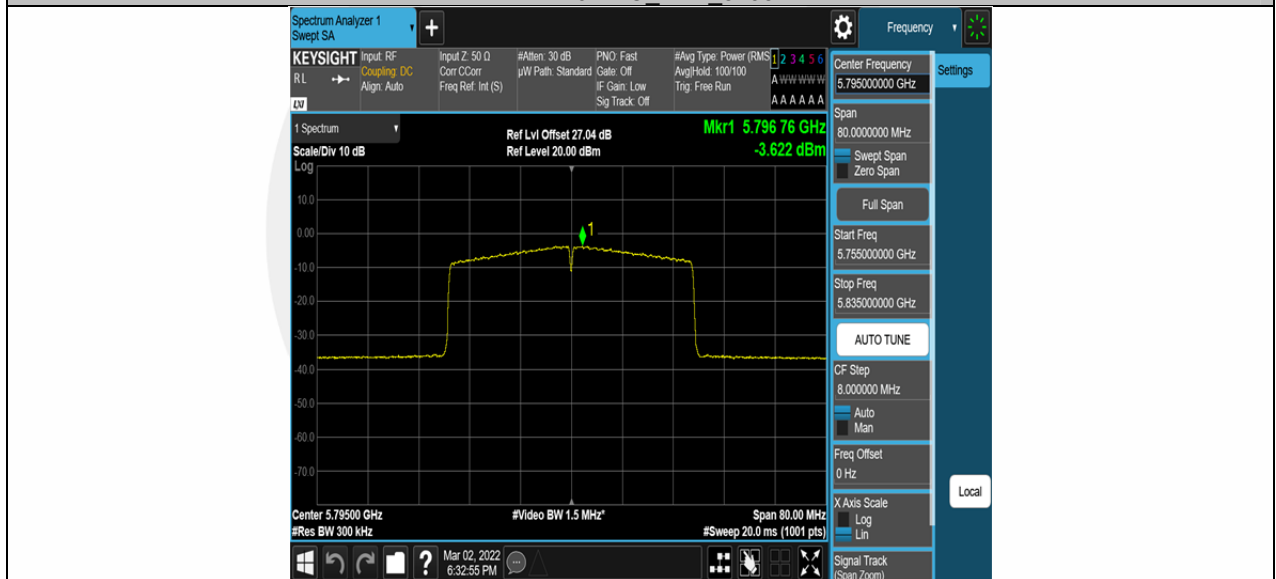 Spectrum Analyzer 1
Swept SA
+
Frequency
KEYSIGHT
RL
LXI
Input: RF
Coupling: DC
Align: Auto
Input Z: 50 Ω
Corr CCorr
Freq Ref: Int (S)
#Atten: 30 dB
µW Path: Standard
PNO: Fast
Gate: Off
IF Gain: Low
Sig Track: Off
#Avg Type: Power (RMS
Avg|Hold: 100/100
Trig: Free Run
1 2 3 4 5 6
A W W W W W
A A A A A A
1 Spectrum
Scale/Div 10 dB
Log
Ref Lvl Offset 27.04 dB
Ref Level 20.00 dBm
Mkr1 5.796 76 GHz
-3.622 dBm
10.0
0.00
-10.0
-20.0
-30.0
-40.0
-50.0
-60.0
-70.0
1
Center 5.79500 GHz
#Res BW 300 kHz
#Video BW 1.5 MHz*
Span 80.00 MHz
#Sweep 20.0 ms (1001 pts)
?
Mar 02, 2022
6:32:55 PM
Center Frequency
5.795000000 GHz
Settings
Span
80.0000000 MHz
Swept Span
Zero Span
Full Span
Start Freq
5.755000000 GHz
Stop Freq
5.835000000 GHz
AUTO TUNE
CF Step
8.000000 MHz
Auto
Man
Freq Offset
0 Hz
X Axis Scale
Log
Lin
Local
Signal Track
(Span Zoom)